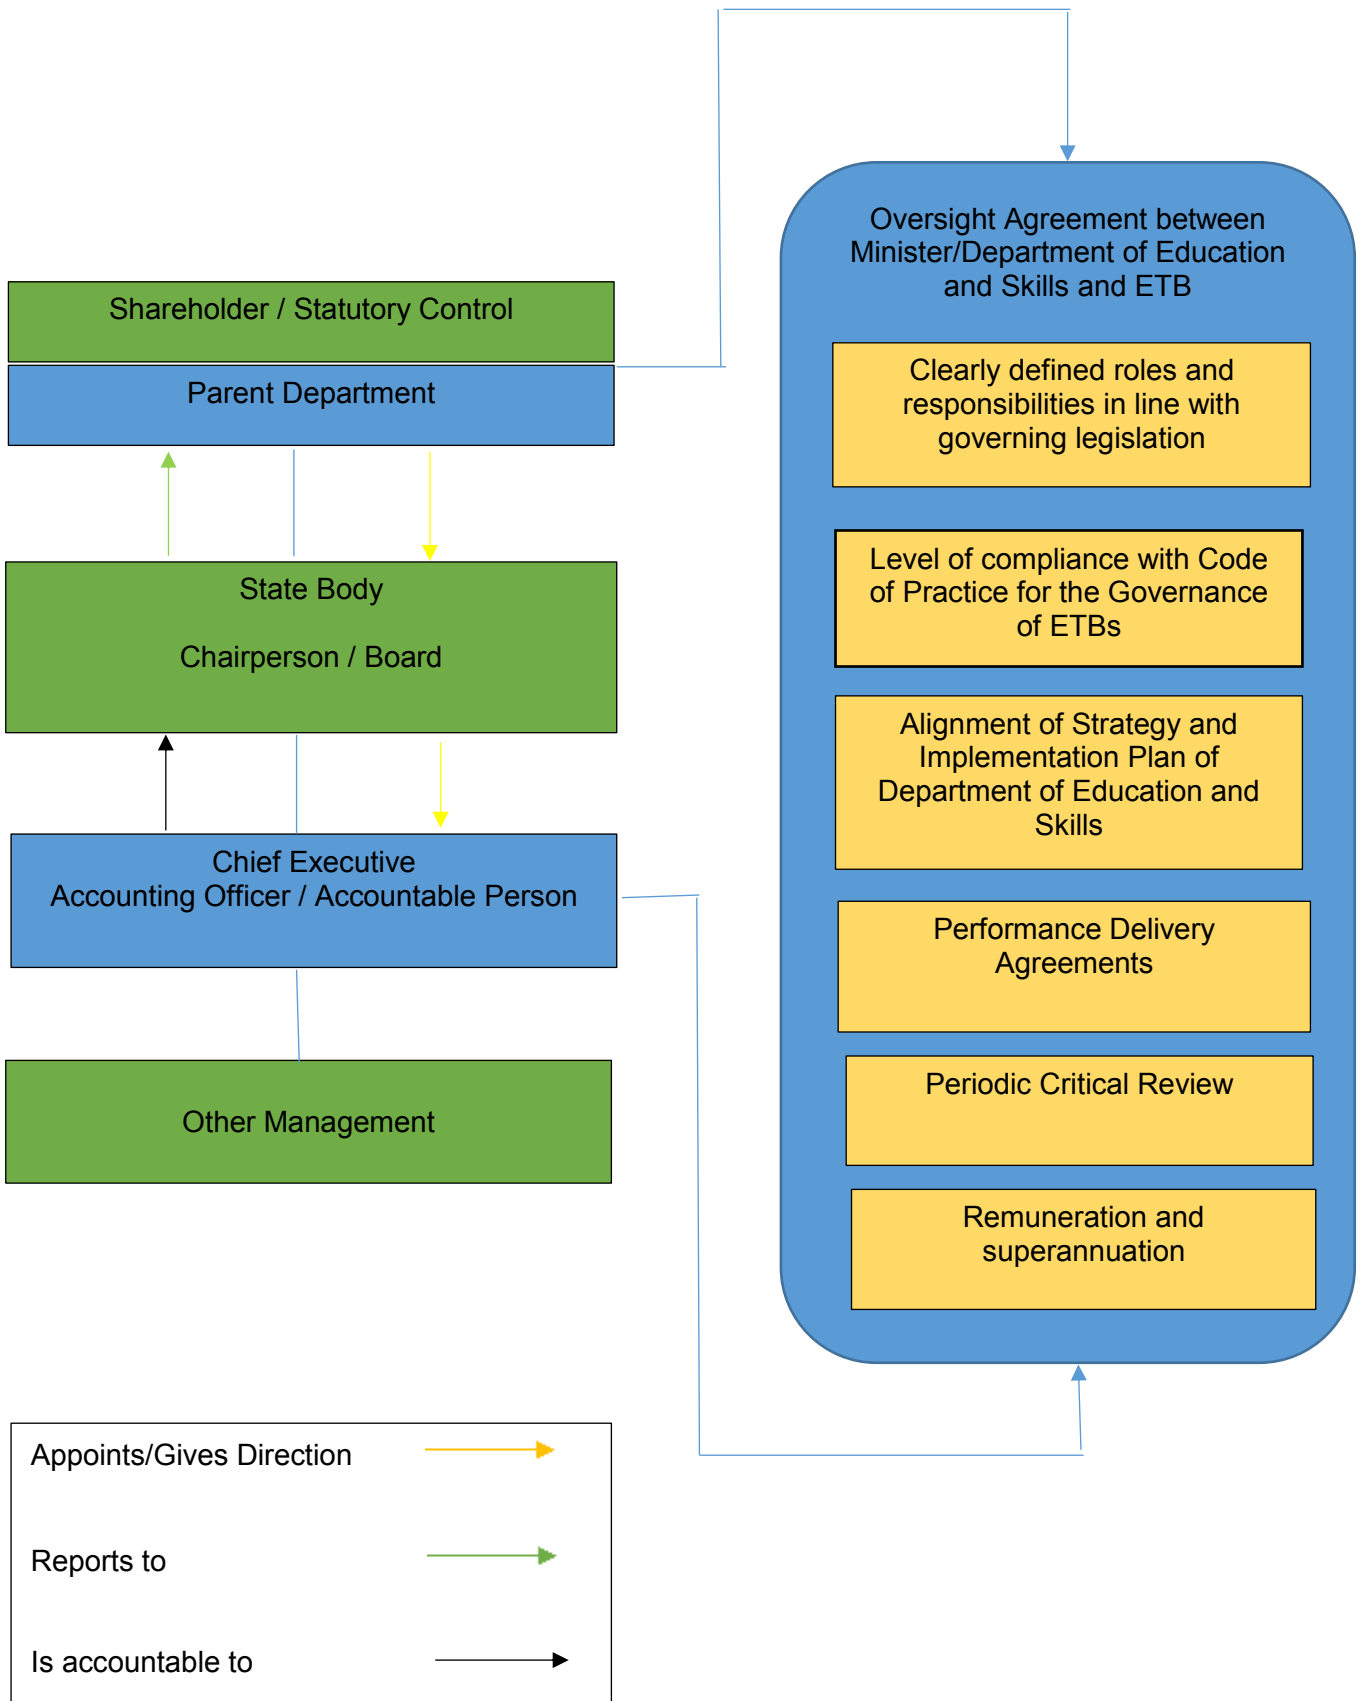 Oversight Agreement between
Minister/Department of Education
and Skills and ETB
Shareholder / Statutory Control
Parent Department
Clearly defined roles and
responsibilities in line with
governing legislation
State Body
Chairperson / Board
Level of compliance with Code
of Practice for the Governance
of ETBs
Alignment of Strategy and
Implementation Plan of
Department of Education and
Skills
Chief Executive
Accounting Officer / Accountable Person
Performance Delivery
Agreements
Other Management
Periodic Critical Review
Remuneration and
superannuation
Appoints/Gives Direction
Reports to
Is accountable to